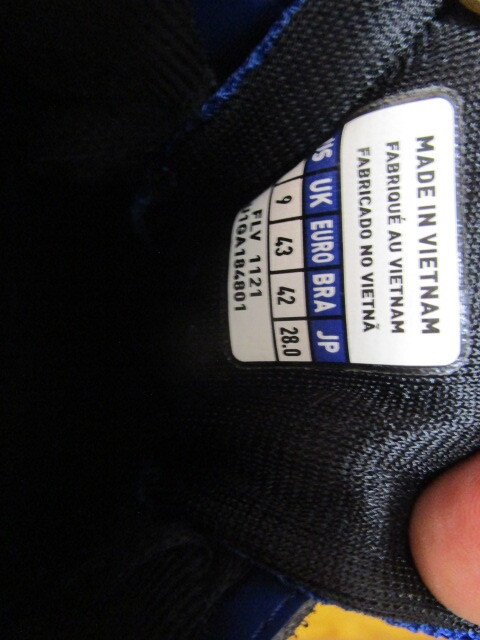 MADE IN VIETNAM
FABRIQUÉ AU VIETNAM
FABRICADO NO VIETNÃ
US UK EURO BRA JP
9 43 42 28.0
FLV 1121